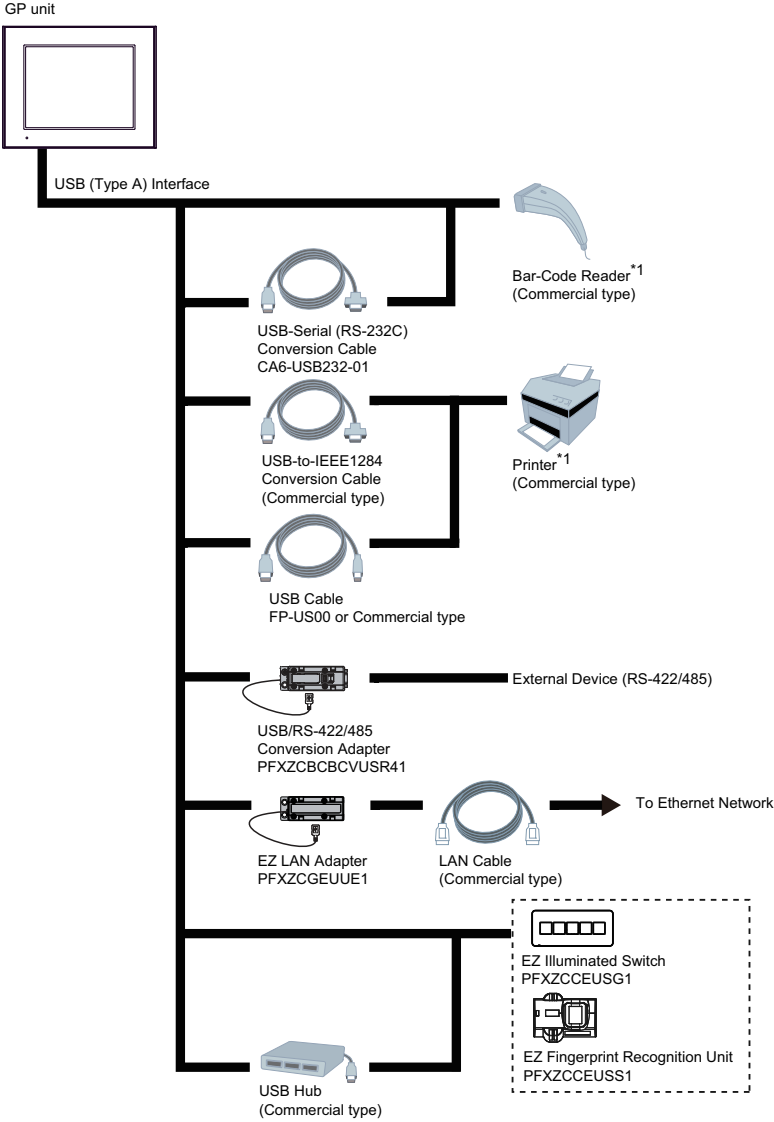 GP unit
USB (Type A) Interface
Bar-Code Reader*1
(Commercial type)
USB-Serial (RS-232C)
Conversion Cable
CA6-USB232-01
USB-to-IEEE1284
Conversion Cable
(Commercial type)
Printer*1
(Commercial type)
USB Cable
FP-US00 or Commercial type
External Device (RS-422/485)
USB/RS-422/485
Conversion Adapter
PFXZCBCBCVUSR41
To Ethernet Network
EZ LAN Adapter
PFXZCGEUUE1
LAN Cable
(Commercial type)
EZ Illuminated Switch
PFXZCCEUSG1
EZ Fingerprint Recognition Unit
PFXZCCEUSS1
USB Hub
(Commercial type)